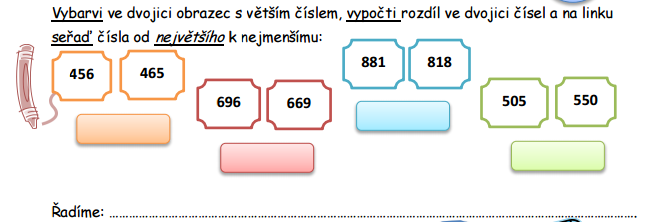 Vybarvi ve dvojici obrazec s větším číslem, vypočti rozdíl ve dvojici čísel a na linku
seřaď čísla od největšího k nejmenšímu:
456 465
696 669
881 818
505 550
Řadíme: ……………………………………………………………………………………………………………